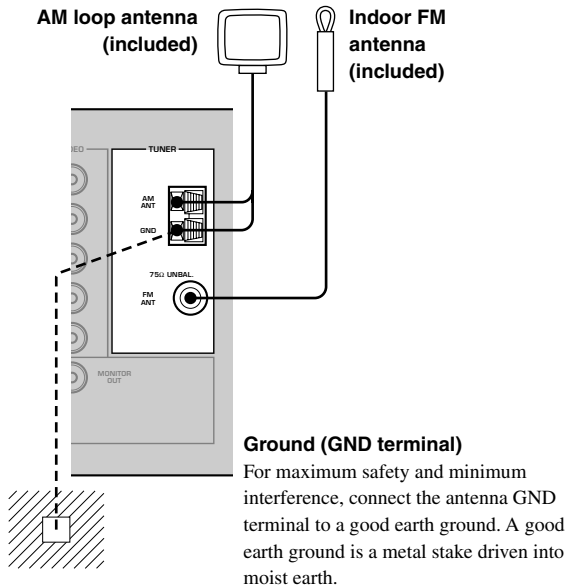 AM loop antenna
(included)
Indoor FM
antenna
(included)
TUNER
AM
ANT
GND
75Ω UNBAL.
FM
ANT
MONITOR
OUT
Ground (GND terminal)
For maximum safety and minimum
interference, connect the antenna GND
terminal to a good earth ground. A good
earth ground is a metal stake driven into
moist earth.